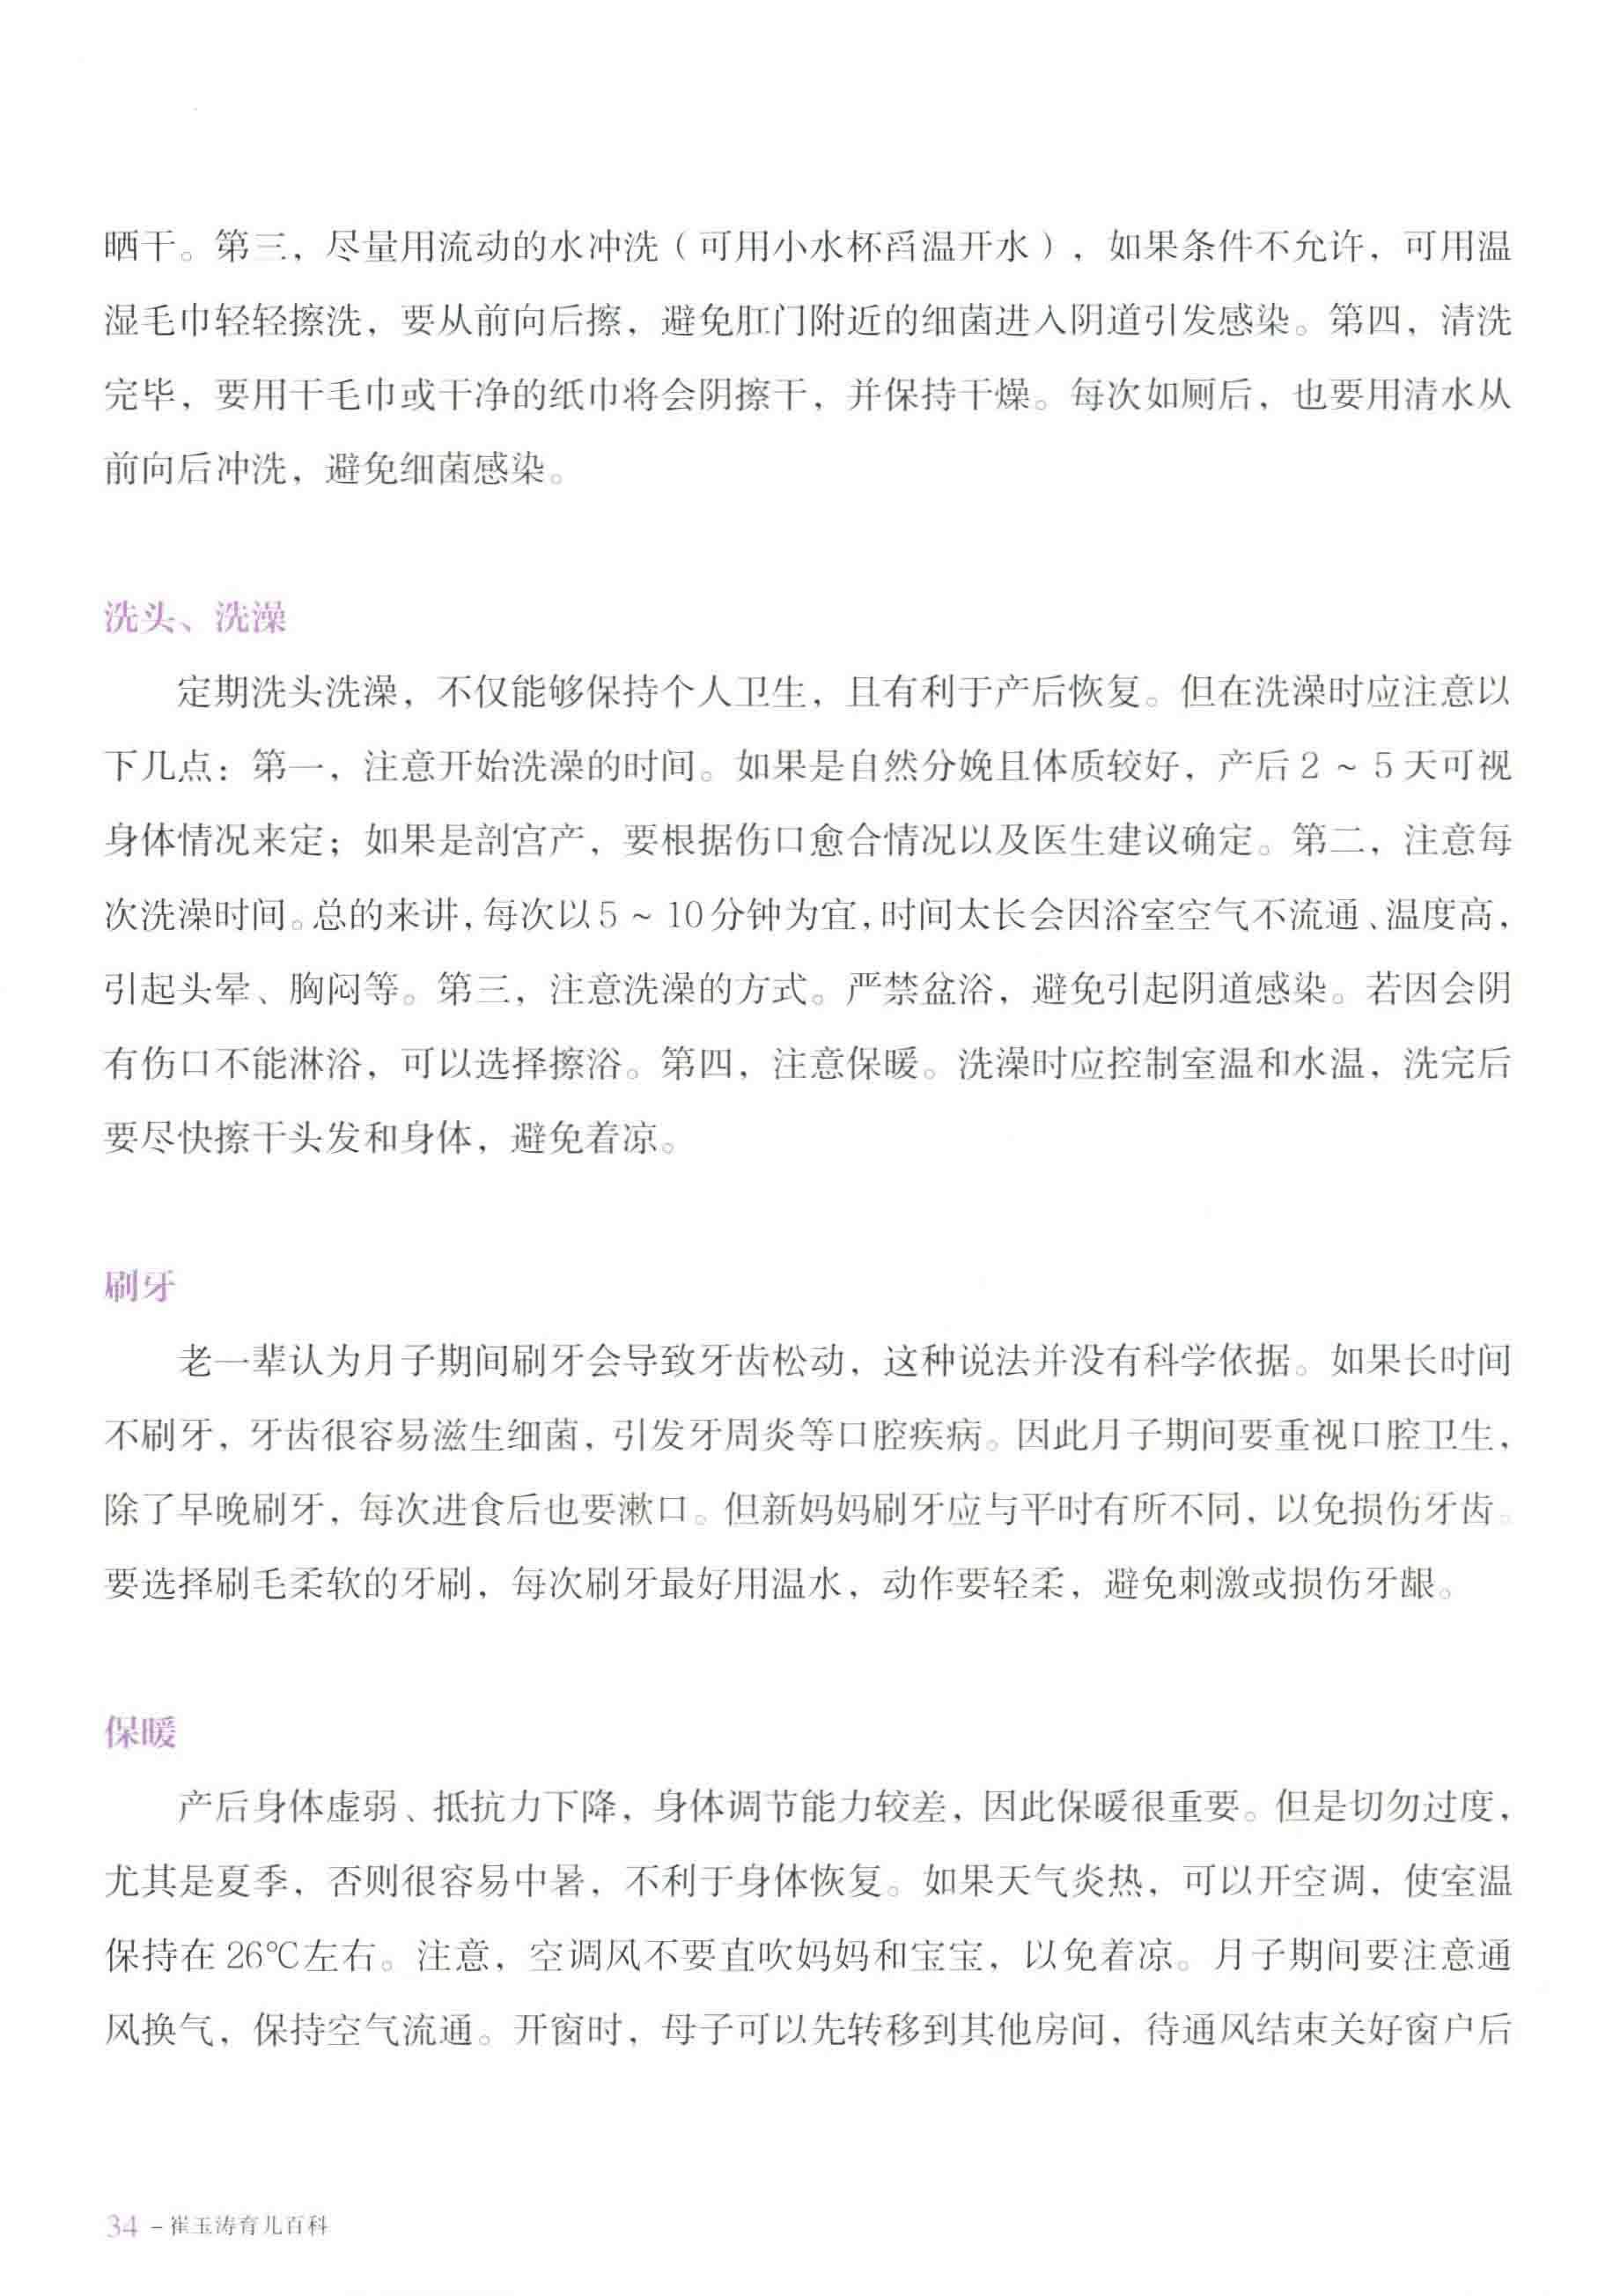 晒干。第三，尽量用流动的水冲洗（可用小水杯舀温开水），如果条件不允许，可用温
湿毛巾轻轻擦洗，要从前向后擦，避免肛门附近的细菌进入阴道引发感染。第四，清洗
完毕，要用干毛巾或干净的纸巾将会阴擦干，并保持干燥。每次如厕后，也要用清水从
前向后冲洗，避免细菌感染。
洗头、洗澡
定期洗头洗澡，不仅能够保持个人卫生，且有利于产后恢复。但在洗澡时应注意以
下几点：第一，注意开始洗澡的时间。如果是自然分娩且体质较好，产后2～5天可视
身体情况来定；如果是剖宫产，要根据伤口愈合情况以及医生建议确定。第二，注意每
次洗澡时间。总的来讲，每次以5～10分钟为宜，时间太长会因浴室空气不流通、温度高，
引起头晕、胸闷等。第三，注意洗澡的方式。严禁盆浴，避免引起阴道感染。若因会阴
有伤口不能淋浴，可以选择擦浴。第四，注意保暖。洗澡时应控制室温和水温，洗完后
要尽快擦干头发和身体，避免着凉。
刷牙
老一辈认为月子期间刷牙会导致牙齿松动，这种说法并没有科学依据。如果长时间
不刷牙，牙齿很容易滋生细菌，引发牙周炎等口腔疾病。因此月子期间要重视口腔卫生，
除了早晚刷牙，每次进食后也要漱口。但新妈妈刷牙应与平时有所不同，以免损伤牙齿。
要选择刷毛柔软的牙刷，每次刷牙最好用温水，动作要轻柔，避免刺激或损伤牙龈。
保暖
产后身体虚弱、抵抗力下降，身体调节能力较差，因此保暖很重要。但是切勿过度，
尤其是夏季，否则很容易中暑，不利于身体恢复。如果天气炎热，可以开空调，使室温
保持在26℃左右。注意，空调风不要直吹妈妈和宝宝，以免着凉。月子期间要注意通
风换气，保持空气流通。开窗时，母子可以先转移到其他房间，待通风结束关好窗户后
34 – 崔玉涛育儿百科